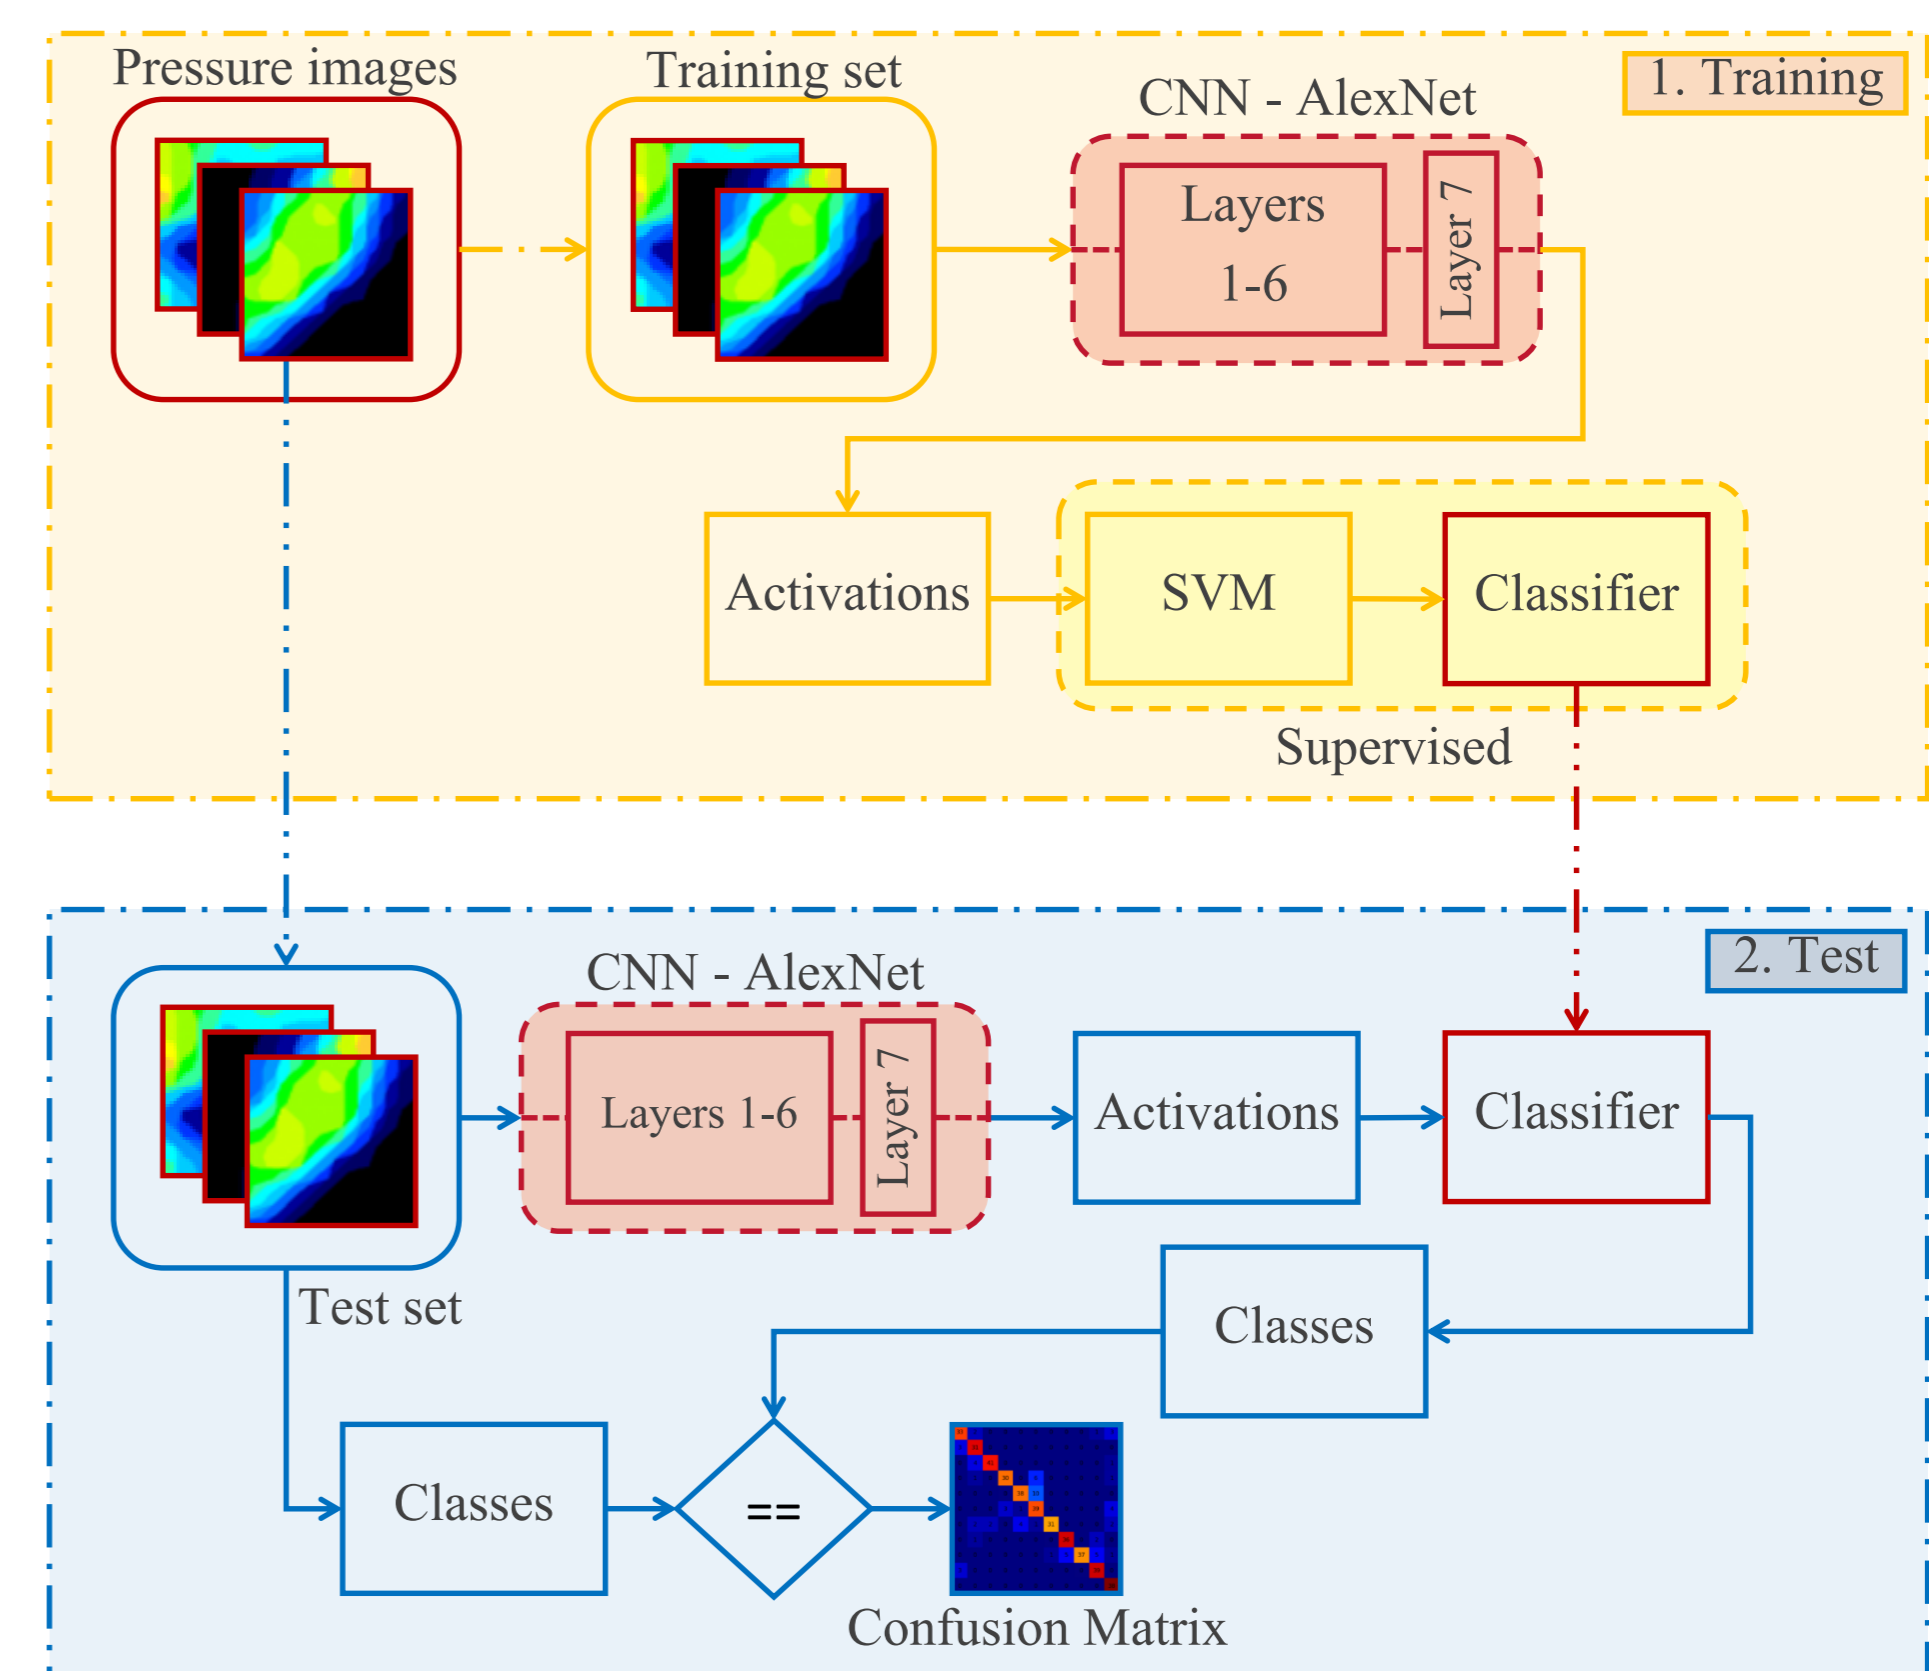 Pressure images
Training set
CNN - AlexNet
1. Training
Layers
1-6
Layer 7
Activations
SVM
Classifier
Supervised
2. Test
CNN - AlexNet
Layers 1-6
Layer 7
Activations
Classifier
Test set
Classes
Classes
==
Confusion Matrix